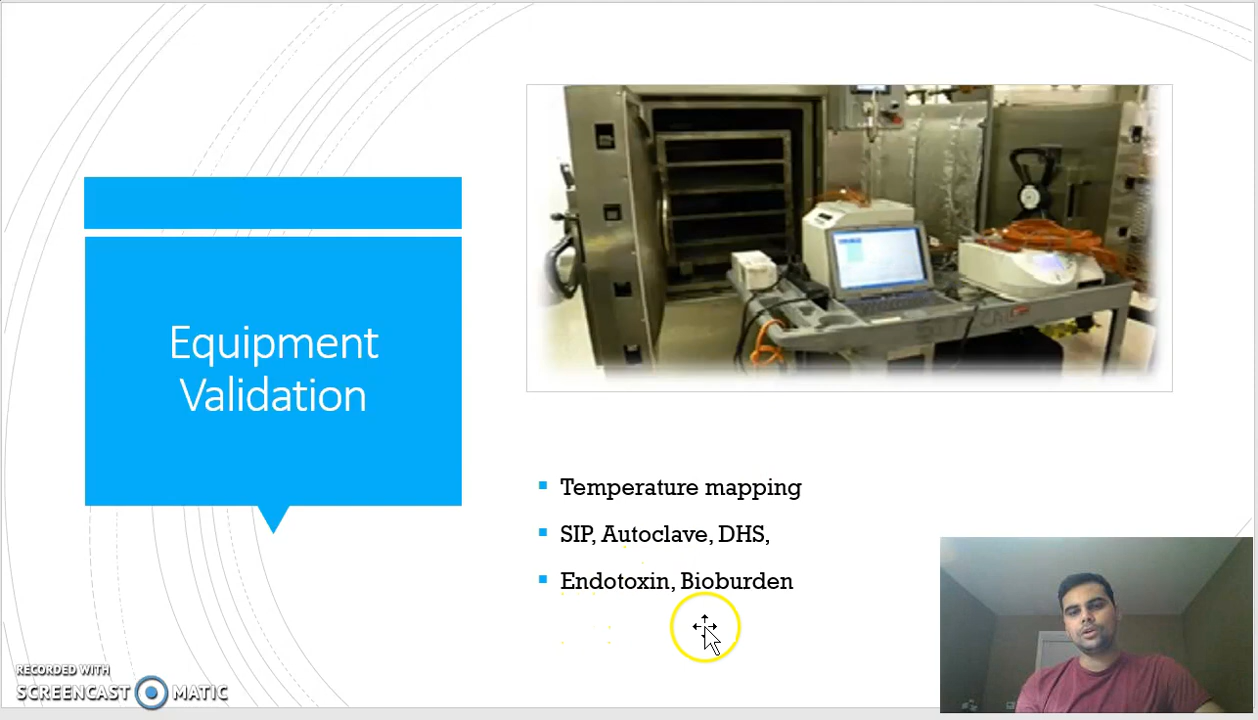 Equipment
Validation
Temperature mapping
SIP, Autoclave, DHS,
Endotoxin, Bioburden
RECORDED WITH
SCREENCAST MATIC